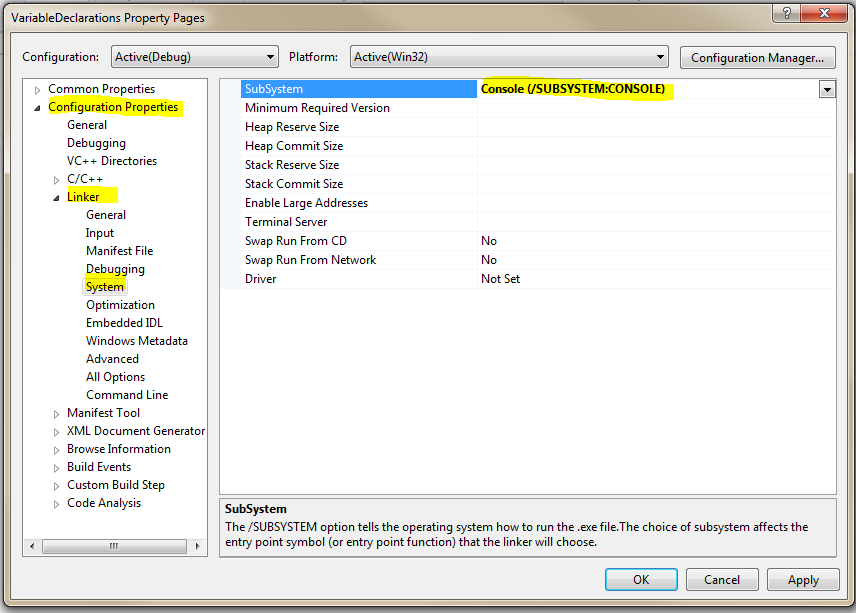 VariableDeclarations Property Pages
Configuration: Active(Debug) Platform: Active(Win32) Configuration Manager...
Common Properties
Configuration Properties
General
Debugging
VC++ Directories
C/C++
Linker
General
Input
Manifest File
Debugging
System
Optimization
Embedded IDL
Windows Metadata
Advanced
All Options
Command Line
Manifest Tool
XML Document Generator
Browse Information
Build Events
Custom Build Step
Code Analysis
SubSystem Console (/SUBSYSTEM:CONSOLE)
Minimum Required Version
Heap Reserve Size
Heap Commit Size
Stack Reserve Size
Stack Commit Size
Enable Large Addresses
Terminal Server
Swap Run From CD No
Swap Run From Network No
Driver Not Set
SubSystem
The /SUBSYSTEM option tells the operating system how to run the .exe file.The choice of subsystem affects the
entry point symbol (or entry point function) that the linker will choose.
OK Cancel Apply